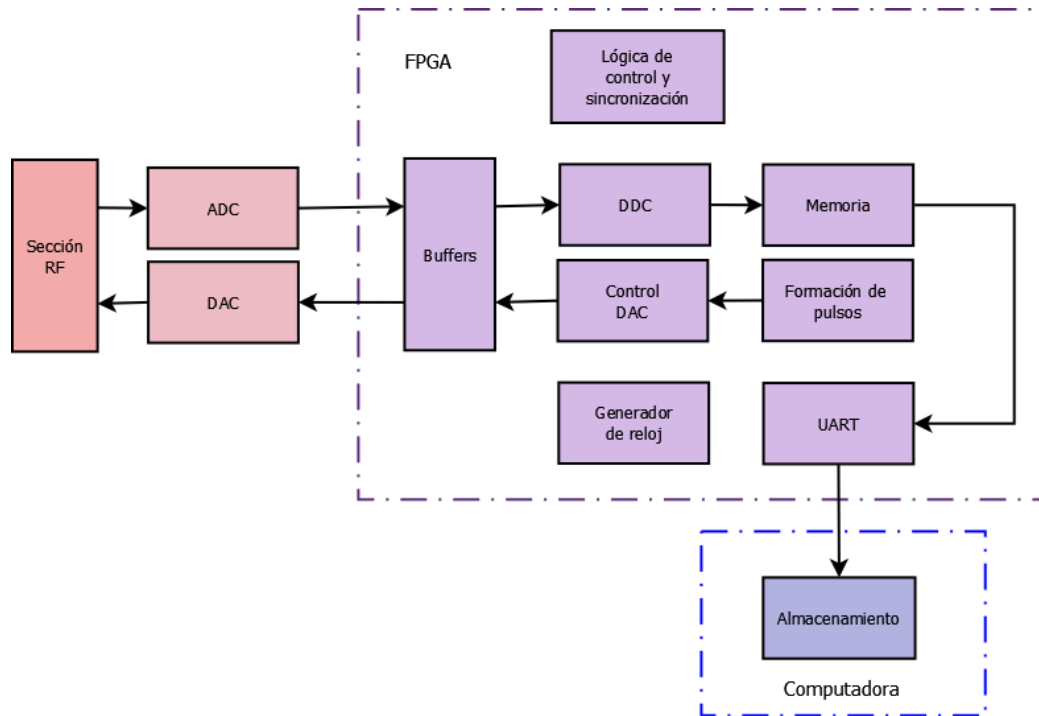 FPGA
Lógica de
control y
sincronización
Sección
RF
ADC
DAC
Buffers
DDC
Memoria
Control
DAC
Formación de
pulsos
Generador
de reloj
UART
Almacenamiento
Computadora